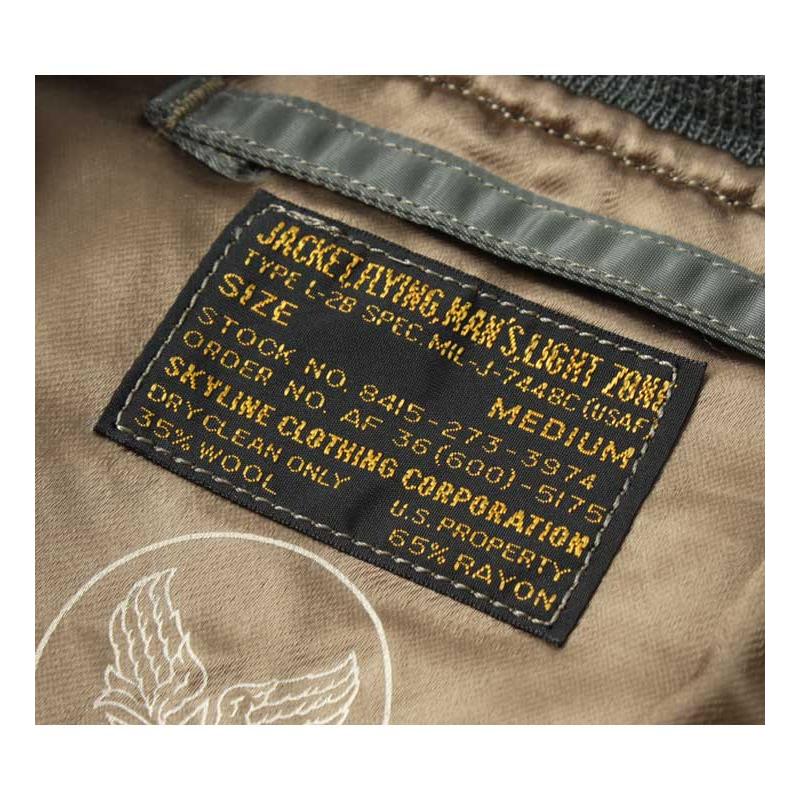 JACKET, FLYING, MAN'S, LIGHT ZONE
TYPE L-2B SPEC. MIL-J-7448C (USAF
SIZE MEDIUM
STOCK NO. 8415-273-3974
ORDER NO. AF 36(600)-5175
SKYLINE CLOTHING CORPORATION
DRY CLEAN ONLY U.S. PROPERTY
35% WOOL 65% RAYON